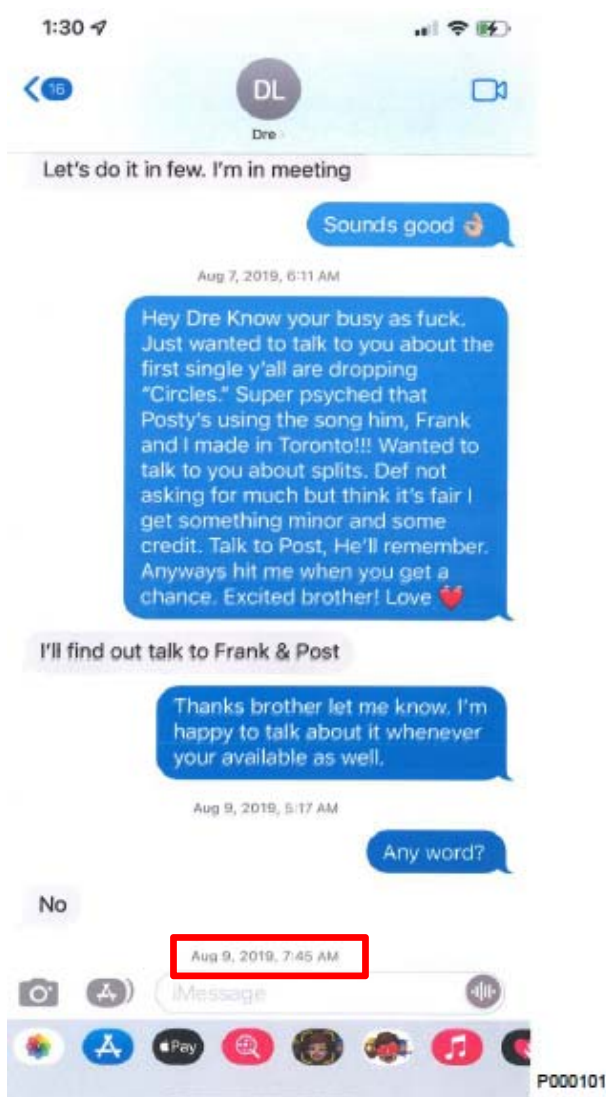 1:30
16
DL
Dre
Let's do it in few. I'm in meeting
Sounds good 👌🏼
Aug 7, 2019, 6:11 AM
Hey Dre Know your busy as fuck.
Just wanted to talk to you about the
first single y'all are dropping
"Circles." Super psyched that
Posty's using the song him, Frank
and I made in Toronto!!! Wanted to
talk to you about splits. Def not
asking for much but think it's fair I
get something minor and some
credit. Talk to Post, He'll remember.
Anyways hit me when you get a
chance. Excited brother! Love ❤️
I'll find out talk to Frank & Post
Thanks brother let me know. I'm
happy to talk about it whenever
your available as well.
Aug 9, 2019, 5:17 AM
Any word?
No
Aug 9, 2019, 7:45 AM
iMessage
Pay
P000101